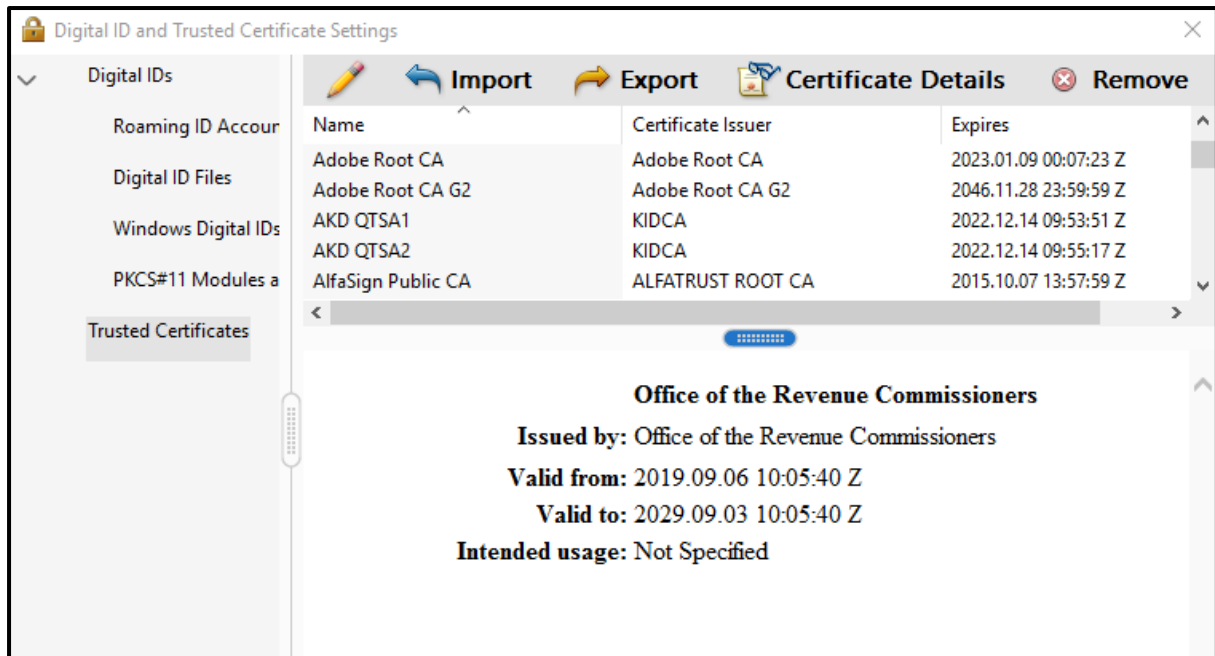 Digital ID and Trusted Certificate Settings
Digital IDs
Roaming ID Accour
Digital ID Files
Windows Digital IDs
PKCS#11 Modules a
Trusted Certificates
Import Export Certificate Details Remove
Name Certificate Issuer Expires
Adobe Root CA Adobe Root CA 2023.01.09 00:07:23 Z
Adobe Root CA G2 Adobe Root CA G2 2046.11.28 23:59:59 Z
AKD QTSA1 KIDCA 2022.12.14 09:53:51 Z
AKD QTSA2 KIDCA 2022.12.14 09:55:17 Z
AlfaSign Public CA ALFATRUST ROOT CA 2015.10.07 13:57:59 Z
Office of the Revenue Commissioners
Issued by: Office of the Revenue Commissioners
Valid from: 2019.09.06 10:05:40 Z
Valid to: 2029.09.03 10:05:40 Z
Intended usage: Not Specified